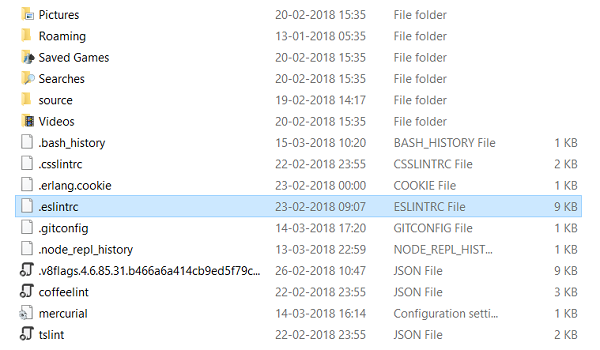 Pictures 20-02-2018 15:35 File folder
Roaming 13-01-2018 05:35 File folder
Saved Games 20-02-2018 15:35 File folder
Searches 20-02-2018 15:35 File folder
source 19-02-2018 14:17 File folder
Videos 20-02-2018 15:35 File folder
.bash_history 15-03-2018 10:20 BASH_HISTORY File 1 KB
.csslintrc 22-02-2018 23:55 CSSLINTRC File 2 KB
.erlang.cookie 23-02-2018 00:00 COOKIE File 1 KB
.eslintrc 23-02-2018 09:07 ESLINTRC File 9 KB
.gitconfig 14-03-2018 17:20 GITCONFIG File 1 KB
.node_repl_history 13-03-2018 22:59 NODE_REPL_HIST... 1 KB
.v8flags.4.6.85.31.b466a6a414cb9ed5f79c... 26-02-2018 10:47 JSON File 9 KB
coffeelint 22-02-2018 23:55 JSON File 3 KB
mercurial 14-03-2018 16:14 Configuration setti... 1 KB
tslint 22-02-2018 23:55 JSON File 1 KB